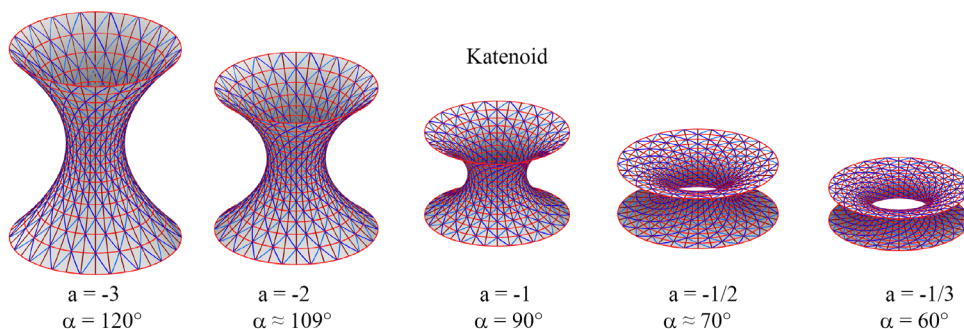 Katenoid
a = -3
α = 120°
a = -2
α ≈ 109°
a = -1
α = 90°
a = -1/2
α ≈ 70°
a = -1/3
α = 60°